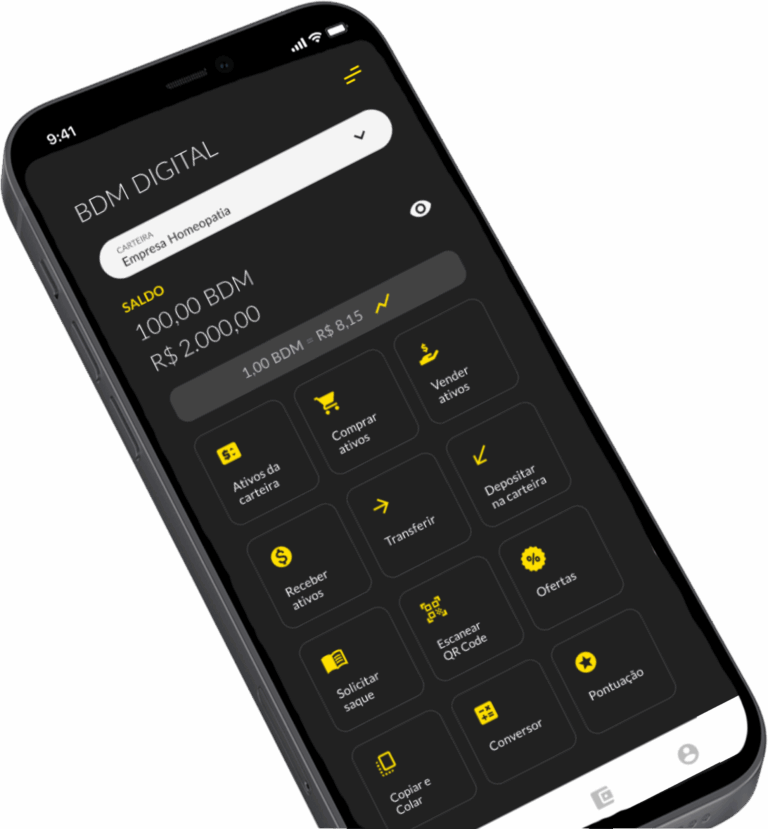 9:41
BDM DIGITAL
CARTEIRA
Empresa Homeopatia
SALDO
100,00 BDM
R$ 2.000,00
1,00 BDM = R$ 8,15
Ativos da
carteira
Comprar
ativos
Vender
ativos
Receber
ativos
Transferir
Depositar
na carteira
Solicitar
saque
Escanear
QR Code
Ofertas
Copiar e
Colar
Conversor
Pontuação